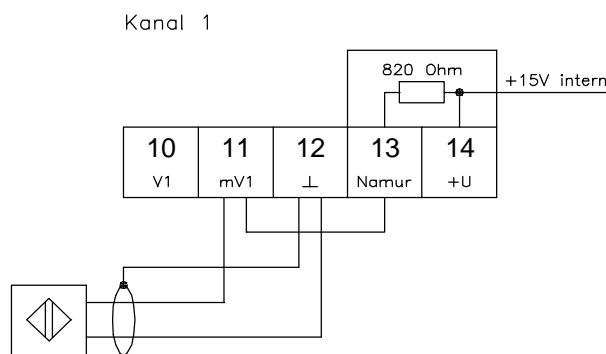 Kanal 1
820 Ohm
+15V intern
10 11 12 13 14
V1 mV1 ⊥ Namur +U